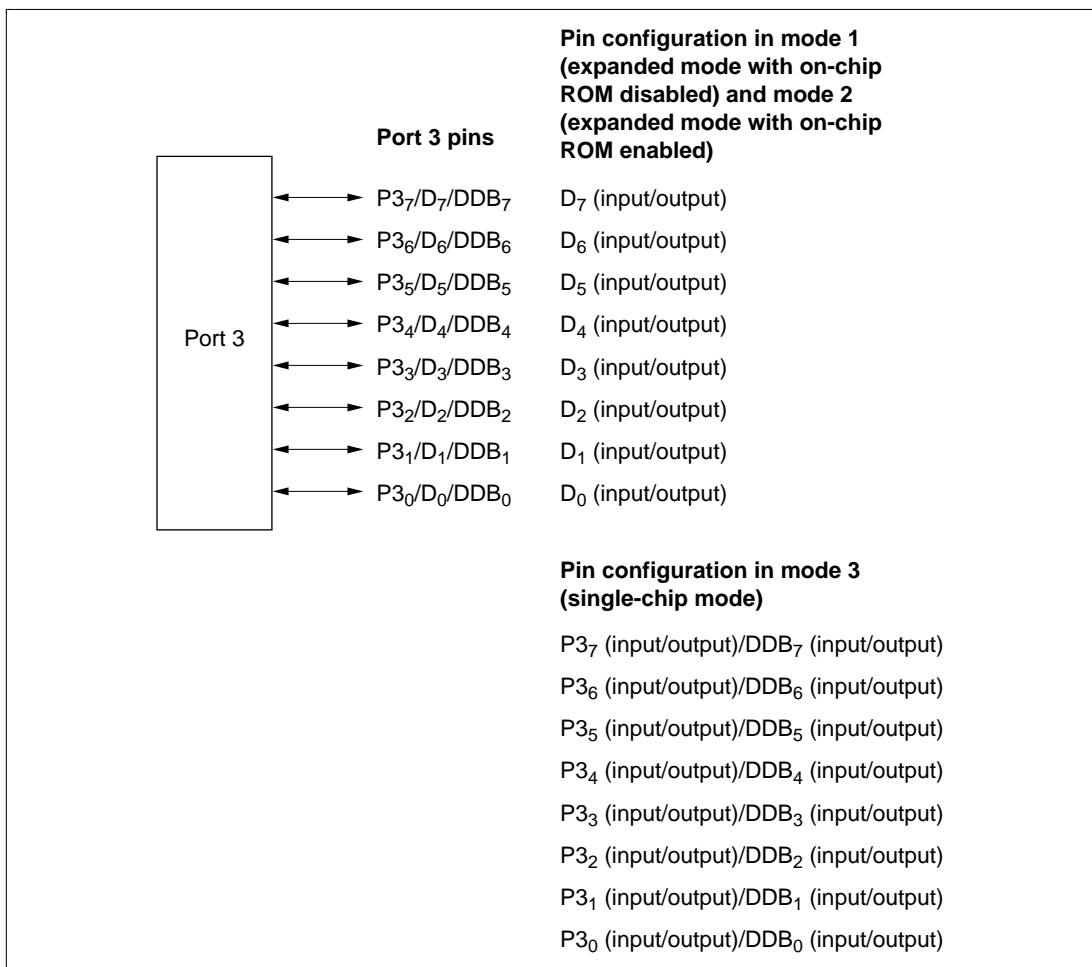 Pin configuration in mode 1
(expanded mode with on-chip
ROM disabled) and mode 2
(expanded mode with on-chip
ROM enabled)
Port 3 pins
Port 3
P3₇/D₇/DDB₇ D₇ (input/output)
P3₆/D₆/DDB₆ D₆ (input/output)
P3₅/D₅/DDB₅ D₅ (input/output)
P3₄/D₄/DDB₄ D₄ (input/output)
P3₃/D₃/DDB₃ D₃ (input/output)
P3₂/D₂/DDB₂ D₂ (input/output)
P3₁/D₁/DDB₁ D₁ (input/output)
P3₀/D₀/DDB₀ D₀ (input/output)
Pin configuration in mode 3
(single-chip mode)
P3₇ (input/output)/DDB₇ (input/output)
P3₆ (input/output)/DDB₆ (input/output)
P3₅ (input/output)/DDB₅ (input/output)
P3₄ (input/output)/DDB₄ (input/output)
P3₃ (input/output)/DDB₃ (input/output)
P3₂ (input/output)/DDB₂ (input/output)
P3₁ (input/output)/DDB₁ (input/output)
P3₀ (input/output)/DDB₀ (input/output)